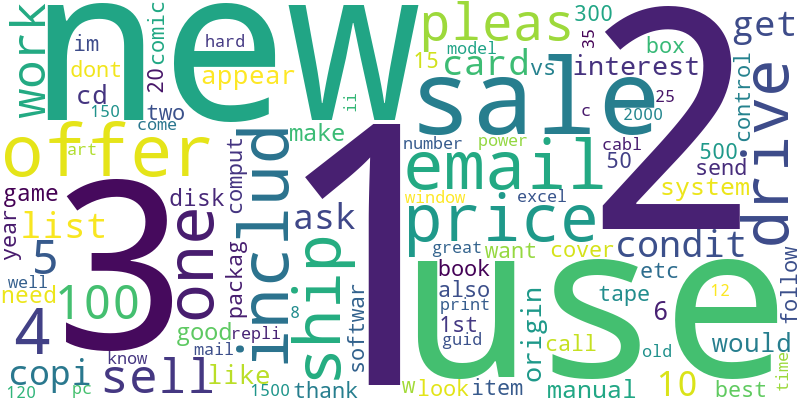 new
2
pleas
300
get
work
im
hard
comic
model
35
box
dont
appear
15
card
vs
interest
cd
20
sale
25
control
150
two
ii
c
2000
drive
come
make
number
power
cabl
500
offer
art
email
50
send
3
1
includ
comput
disk
ask
window
excel
system
game
year
list
one
price
condit
5
ship
great
want
cover
well
packag
use
book
etc
follow
need
100
also
origin
tape
12
4
good
repli
softwar
print
1st
6
8
guid
call
old
would
know
mail
time
copi
sell
like
w
look
item
manual
10
best
120
pc
1500
thank